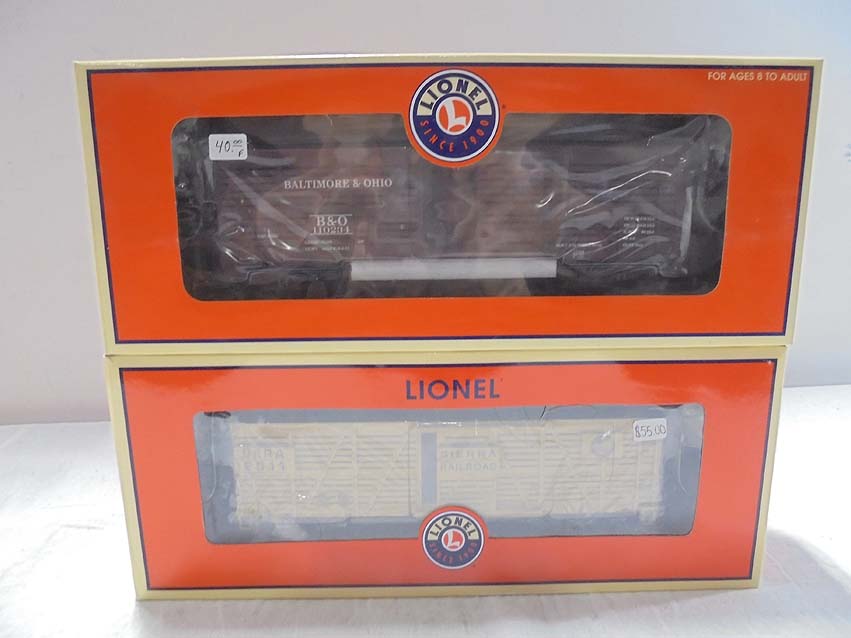 FOR AGES 8 TO ADULT
LIONEL
L
SINCE 1900
40.00
F
BALTIMORE & OHIO
B&O
110234
LIONEL
$55.00
SIERRA
RAILROAD
LIONEL
L
SINCE 1900